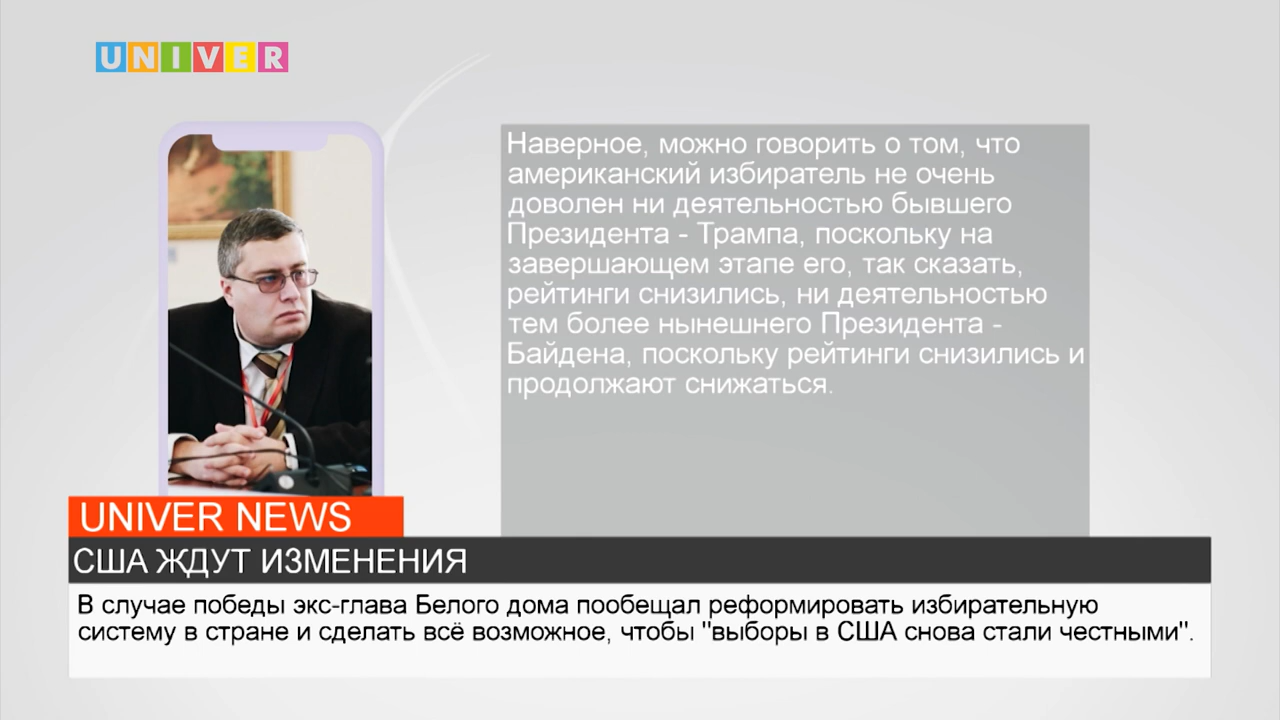 UNIVER
Наверное, можно говорить о том, что
американский избиратель не очень
доволен ни деятельностью бывшего
Президента - Трампа, поскольку на
завершающем этапе его, так сказать,
рейтинги снизились, ни деятельностью
тем более нынешнего Президента -
Байдена, поскольку рейтинги снизились и
продолжают снижаться.
UNIVER NEWS
США ЖДУТ ИЗМЕНЕНИЯ
В случае победы экс-глава Белого дома пообещал реформировать избирательную
систему в стране и сделать всё возможное, чтобы "выборы в США снова стали честными".